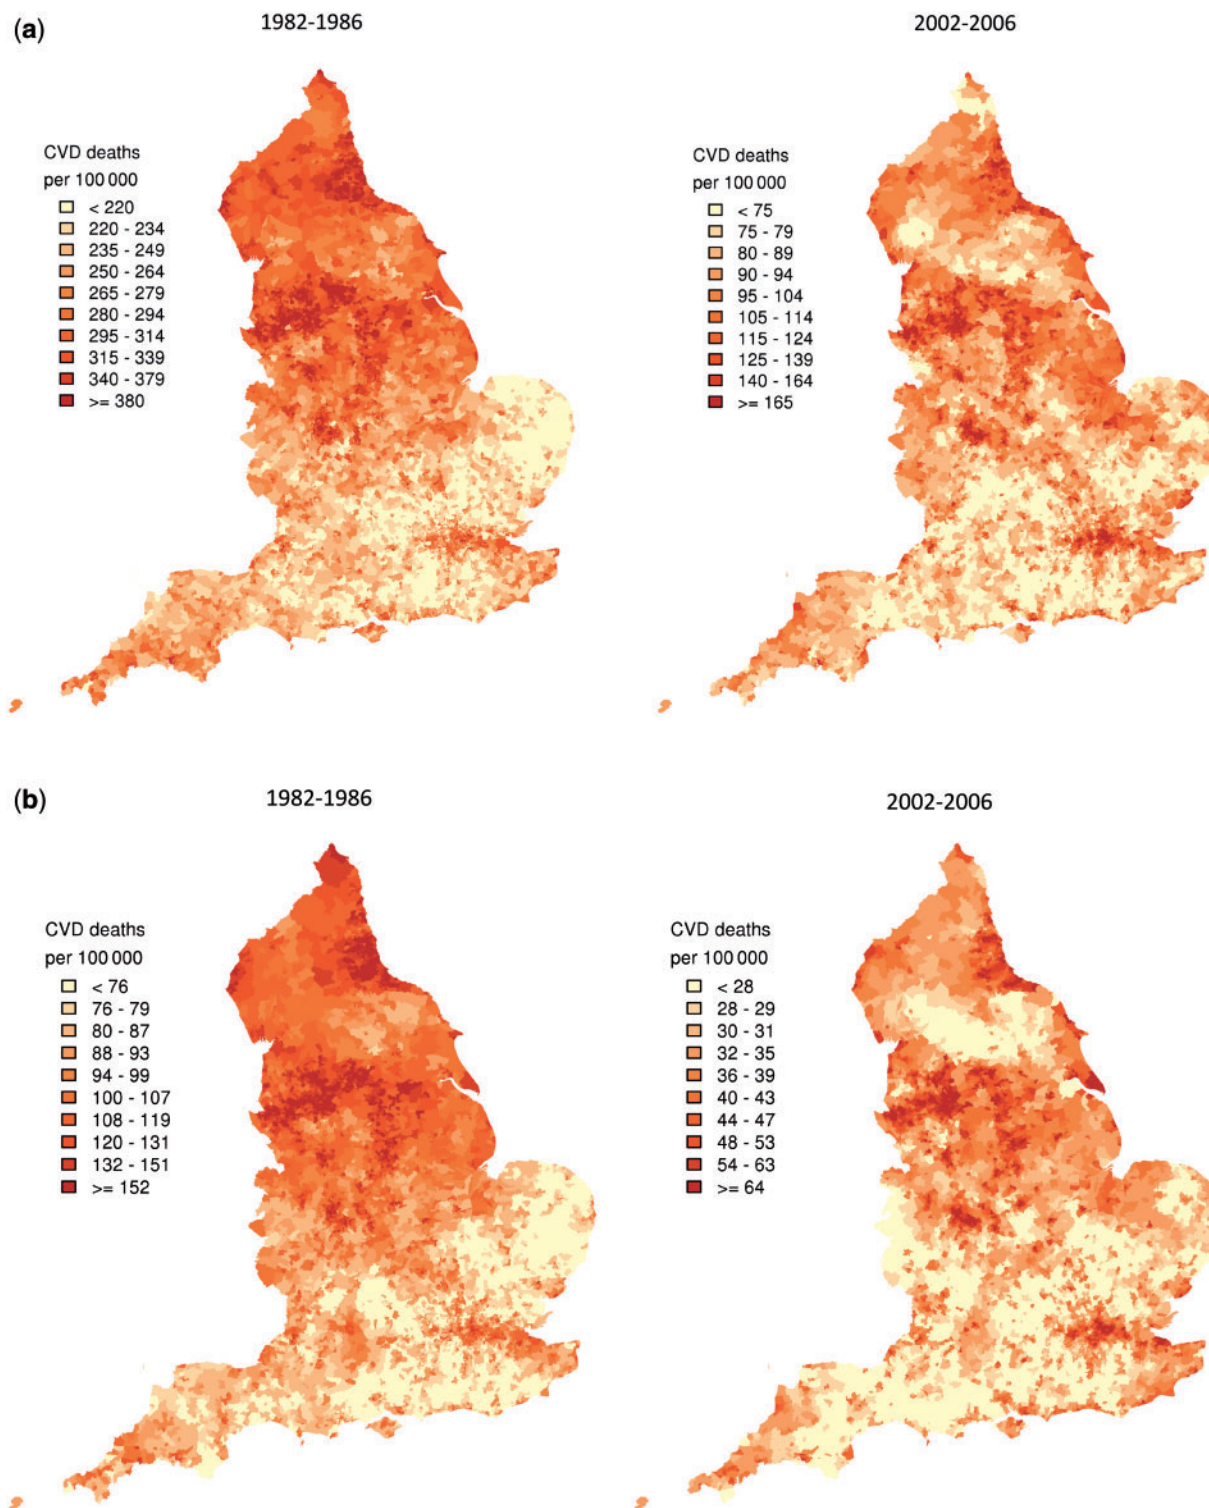 (a)
1982-1986
2002-2006
CVD deaths
per 100 000
< 220
220 - 234
235 - 249
250 - 264
265 - 279
280 - 294
295 - 314
315 - 339
340 - 379
>= 380
CVD deaths
per 100 000
< 75
75 - 79
80 - 89
90 - 94
95 - 104
105 - 114
115 - 124
125 - 139
140 - 164
>= 165
(b)
1982-1986
2002-2006
CVD deaths
per 100 000
< 76
76 - 79
80 - 87
88 - 93
94 - 99
100 - 107
108 - 119
120 - 131
132 - 151
>= 152
CVD deaths
per 100 000
< 28
28 - 29
30 - 31
32 - 35
36 - 39
40 - 43
44 - 47
48 - 53
54 - 63
>= 64